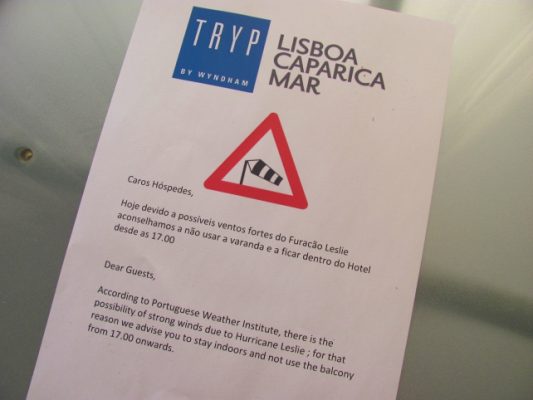 TRYP
BY WYNDHAM
LISBOA
CAPARICA
MAR
Caros Hóspedes,
Hoje devido a possíveis ventos fortes do Furacão Leslie
aconselhamos a não usar a varanda e a ficar dentro do Hotel
desde as 17.00
Dear Guests,
According to Portuguese Weather Institute, there is the
possibility of strong winds due to Hurricane Leslie ; for that
reason we advise you to stay indoors and not use the balcony
from 17.00 onwards.